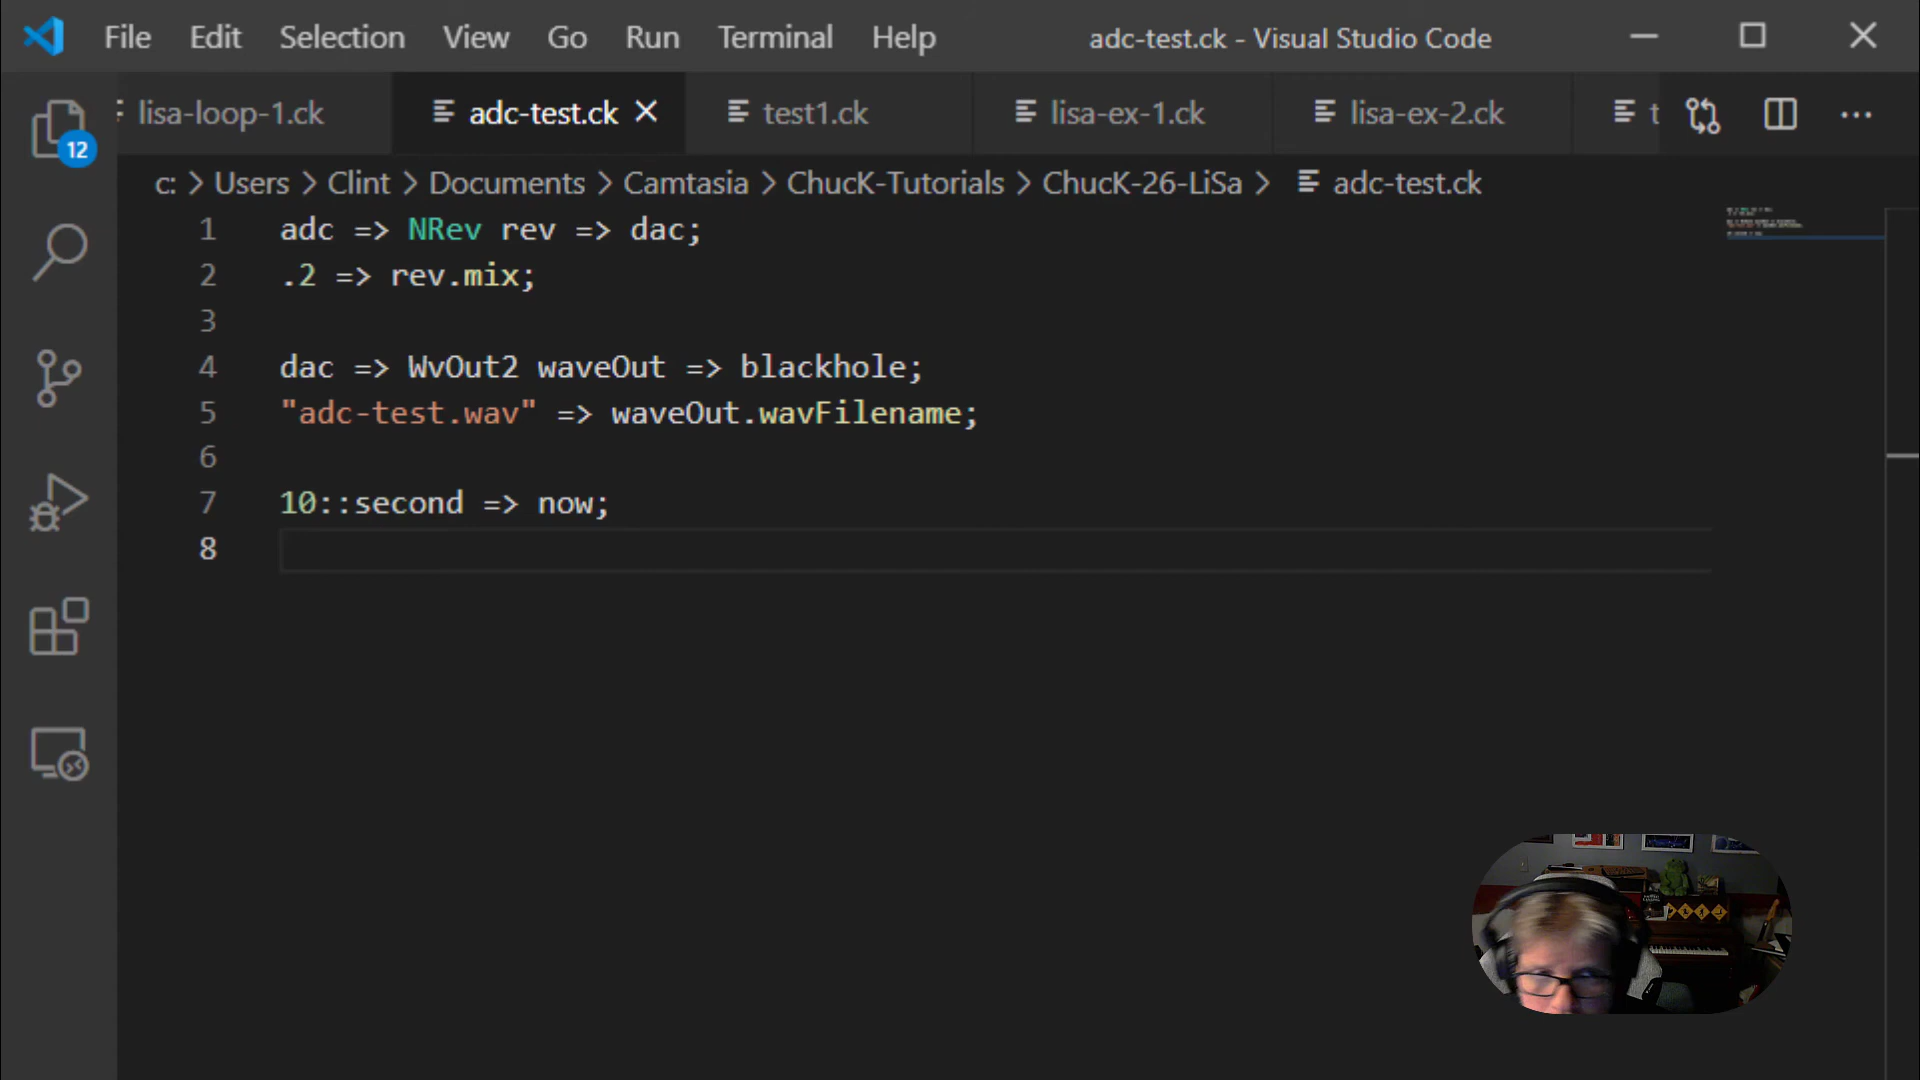 File Edit Selection View Go Run Terminal Help adc-test.ck - Visual Studio Code
lisa-loop-1.ck adc-test.ck test1.ck lisa-ex-1.ck lisa-ex-2.ck t
12
c: > Users > Clint > Documents > Camtasia > ChucK-Tutorials > ChucK-26-LiSa > adc-test.ck
1 adc => NRev rev => dac;
2 .2 => rev.mix;
3
4 dac => WvOut2 waveOut => blackhole;
5 "adc-test.wav" => waveOut.wavFilename;
6
7 10::second => now;
8